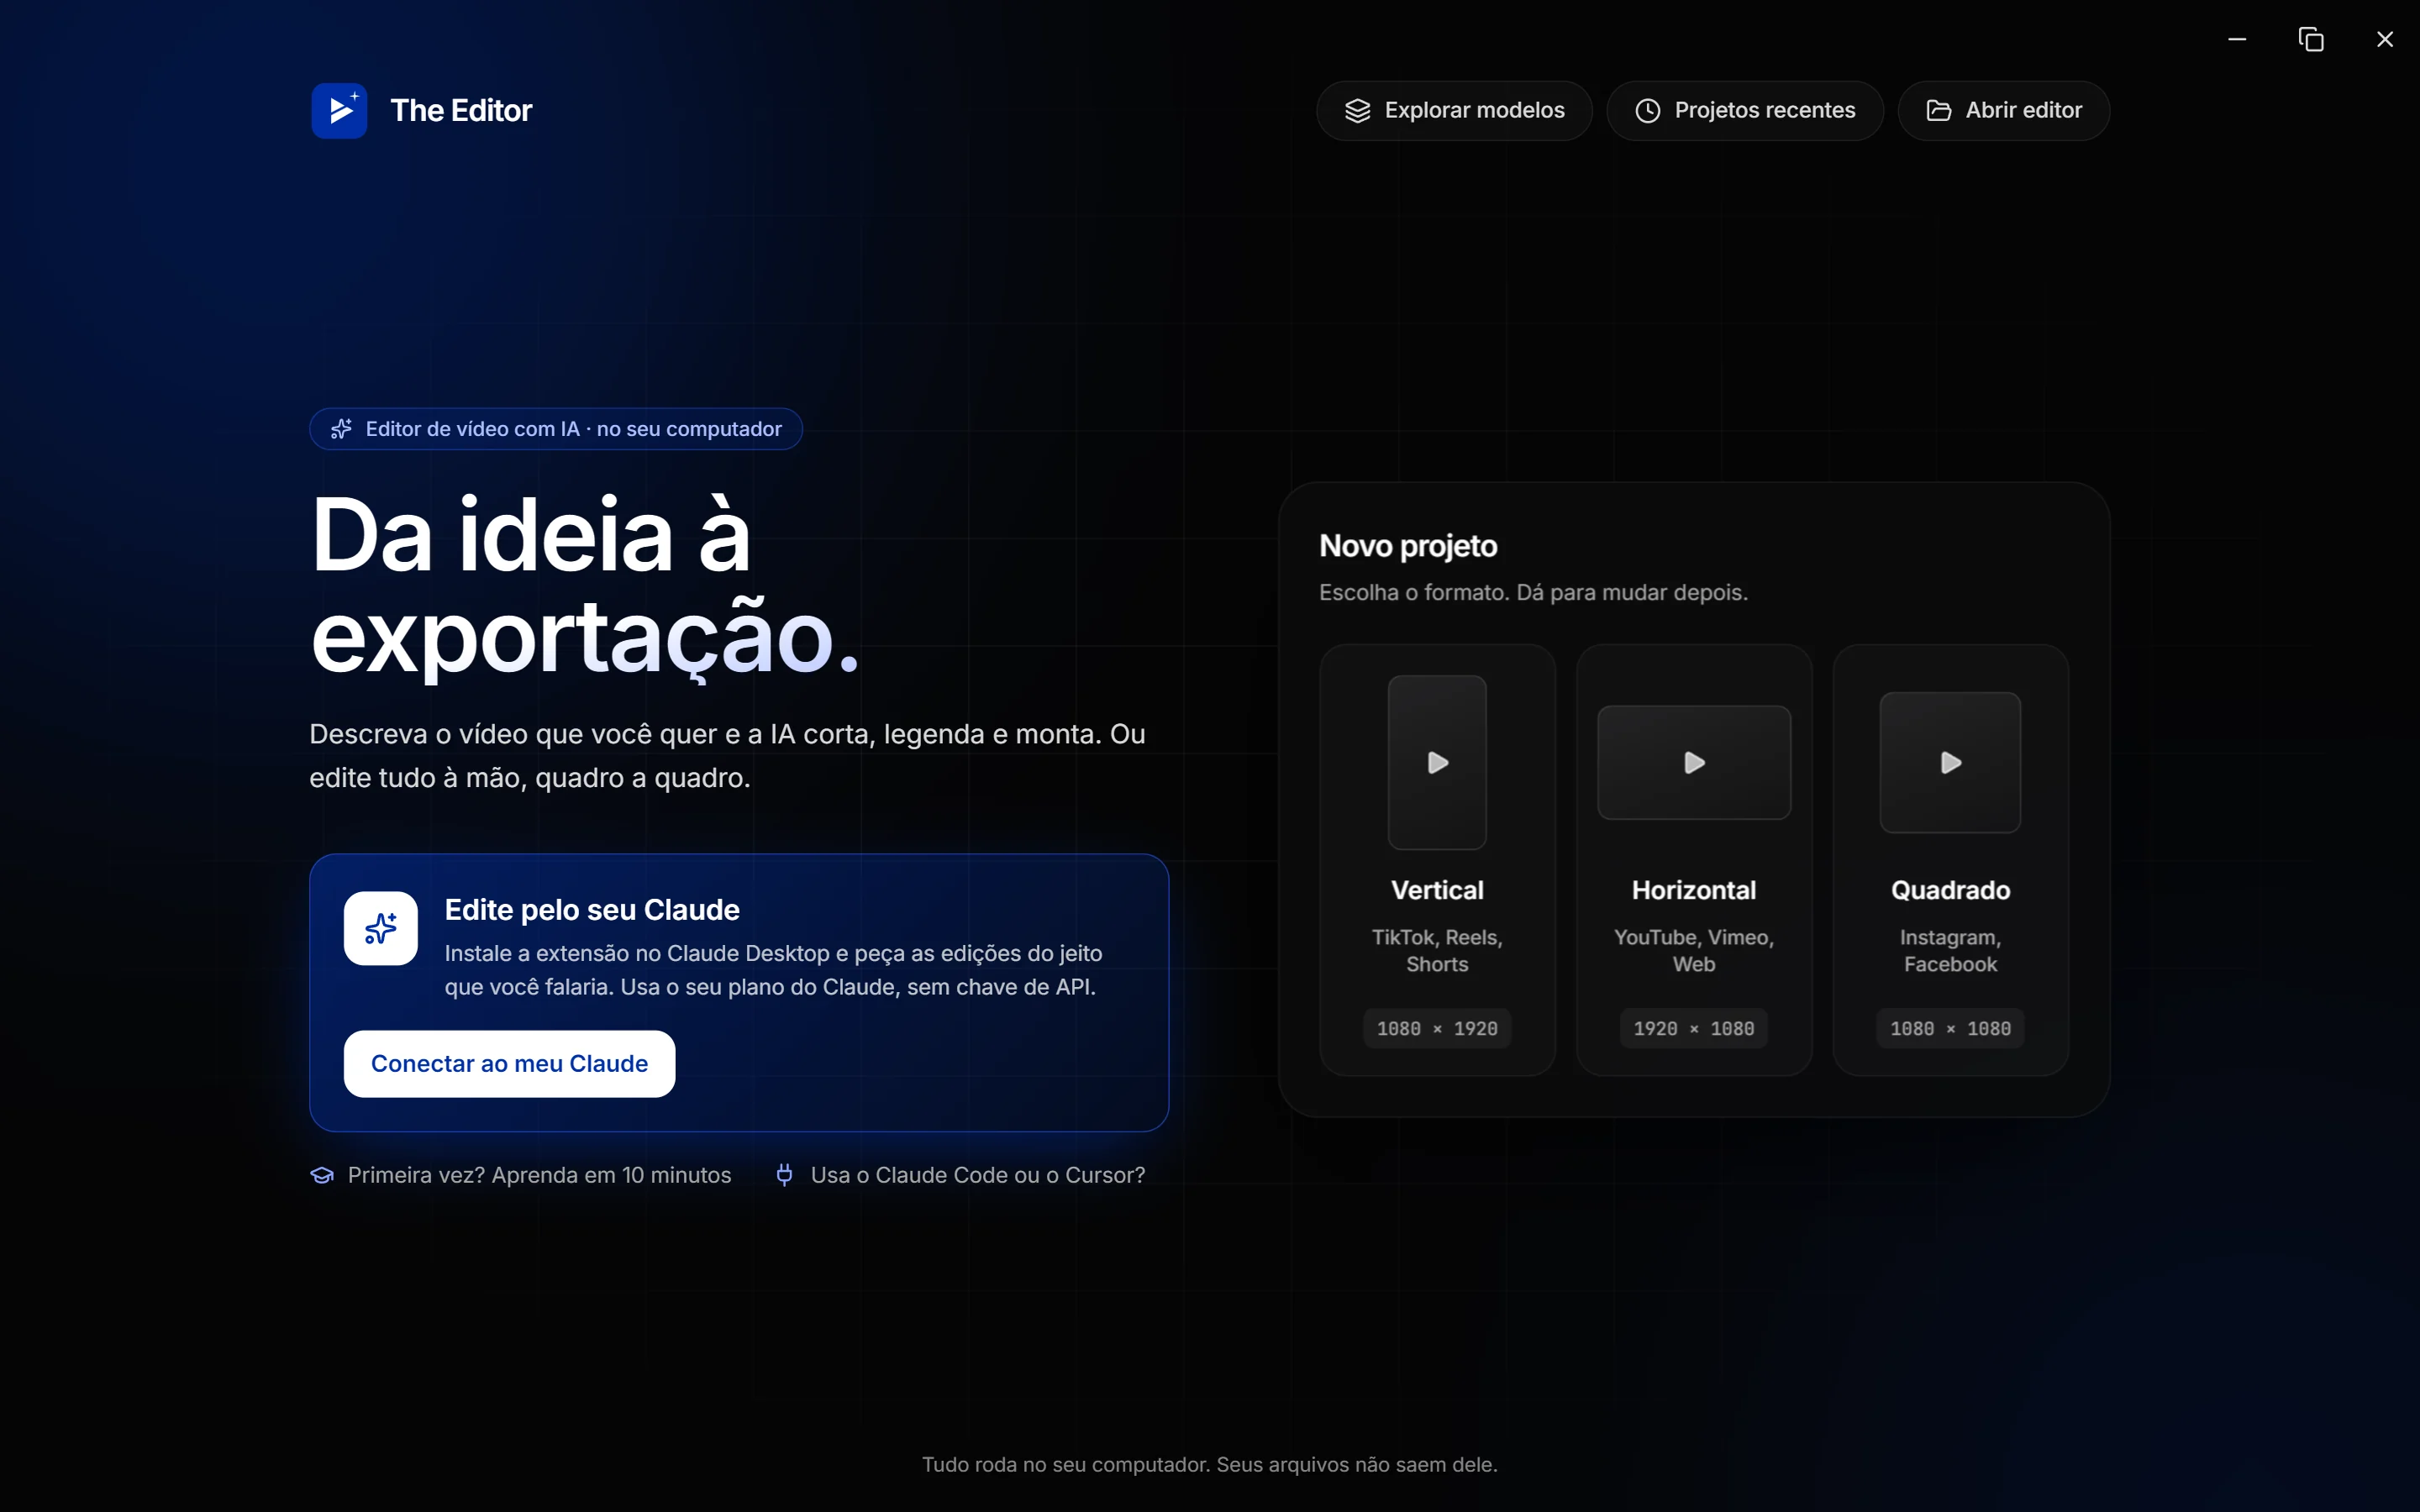 The Editor
Explorar modelos
Projetos recentes
Abrir editor
Editor de vídeo com IA · no seu computador
Da ideia à
exportação.
Descreva o vídeo que você quer e a IA corta, legenda e monta. Ou
edite tudo à mão, quadro a quadro.
Edite pelo seu Claude
Instale a extensão no Claude Desktop e peça as edições do jeito
que você falaria. Usa o seu plano do Claude, sem chave de API.
Conectar ao meu Claude
Primeira vez? Aprenda em 10 minutos
Usa o Claude Code ou o Cursor?
Novo projeto
Escolha o formato. Dá para mudar depois.
Vertical
TikTok, Reels,
Shorts
1080 × 1920
Horizontal
YouTube, Vimeo,
Web
1920 × 1080
Quadrado
Instagram,
Facebook
1080 × 1080
Tudo roda no seu computador. Seus arquivos não saem dele.